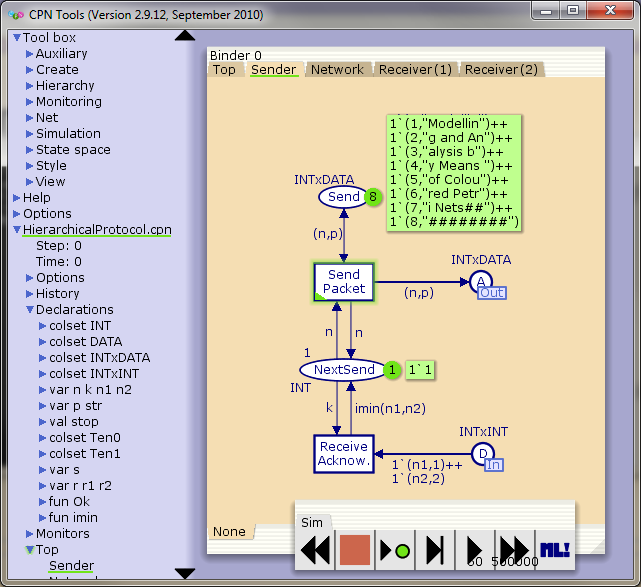 CPN Tools (Version 2.9.12, September 2010)
Tool box
Auxiliary
Create
Hierarchy
Monitoring
Net
Simulation
State space
Style
View
Help
Options
HierarchicalProtocol.cpn
Step: 0
Time: 0
Options
History
Declarations
colset INT
colset DATA
colset INTxDATA
colset INTxINT
var n k n1 n2
var p str
val stop
colset Ten0
colset Ten1
var s
var r r1 r2
fun Ok
fun imin
Monitors
Top
Sender
Binder 0
Top Sender Network Receiver(1) Receiver(2)
1`(1,"Modellin")++
1`(2,"g and An")++
1`(3,"alysis b")++
1`(4,"y Means ")++
1`(5,"of Colou")++
1`(6,"red Petr")++
1`(7,"i Nets##")++
1`(8,"########")
INTxDATA
Send 8
(n,p)
INTxDATA
Send
Packet
(n,p)
A
Out
n n
1
NextSend 1 1`1
INT
k imin(n1,n2)
INTxINT
Receive
Acknow.
D
In
1`(n1,1)++
1`(n2,2)
None
Sim
50 500000
ML!